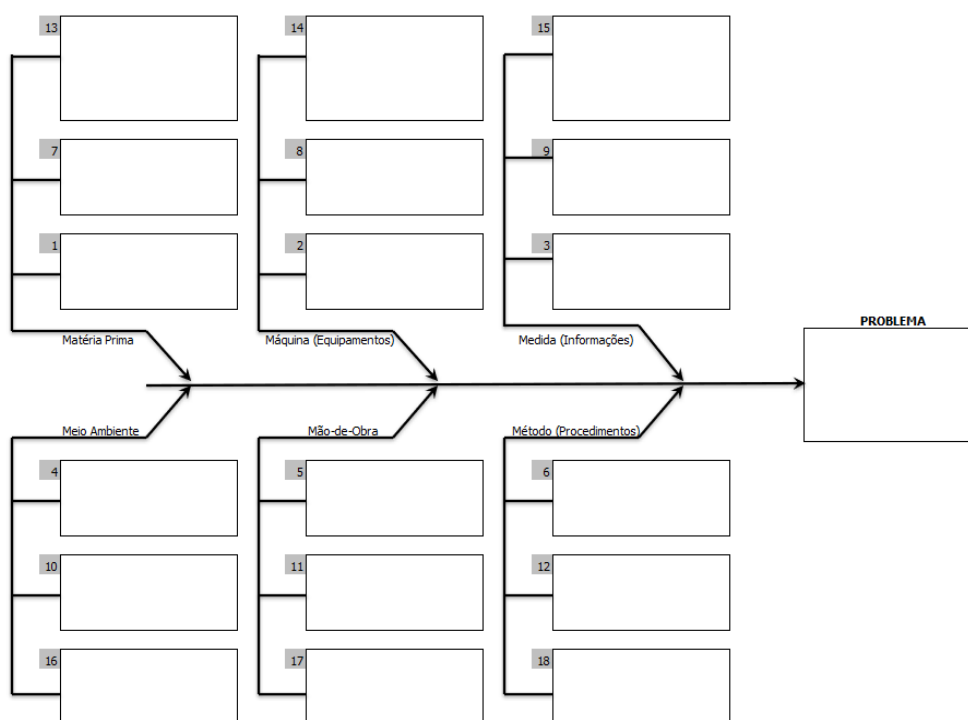 13
14
15
7
8
9
1
2
3
PROBLEMA
Matéria Prima
Máquina (Equipamentos)
Medida (Informações)
Meio Ambiente
Mão-de-Obra
Método (Procedimentos)
4
5
6
10
11
12
16
17
18